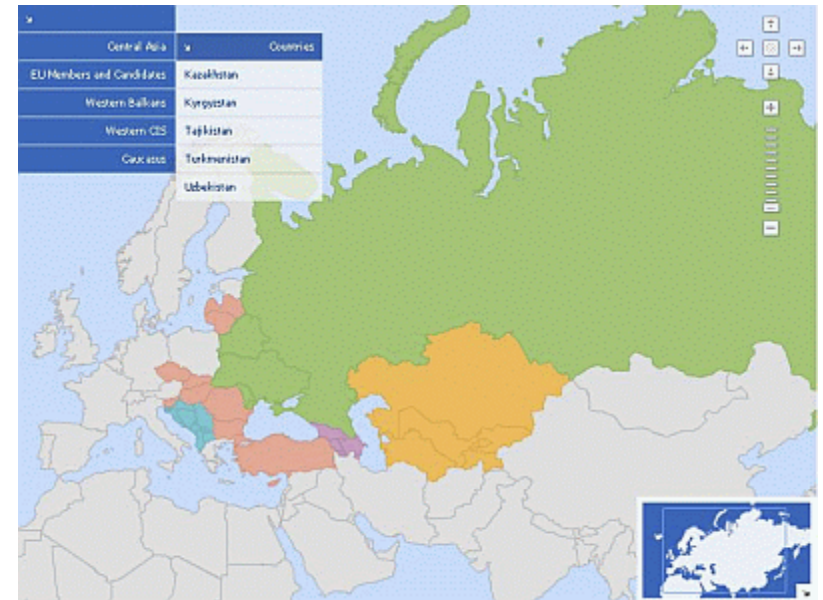 Central Asia
EU Members and Candidates
Western Balkans
Western CIS
Caucasus
Countries
Kazakhstan
Kyrgyzstan
Tajikistan
Turkmenistan
Uzbekistan